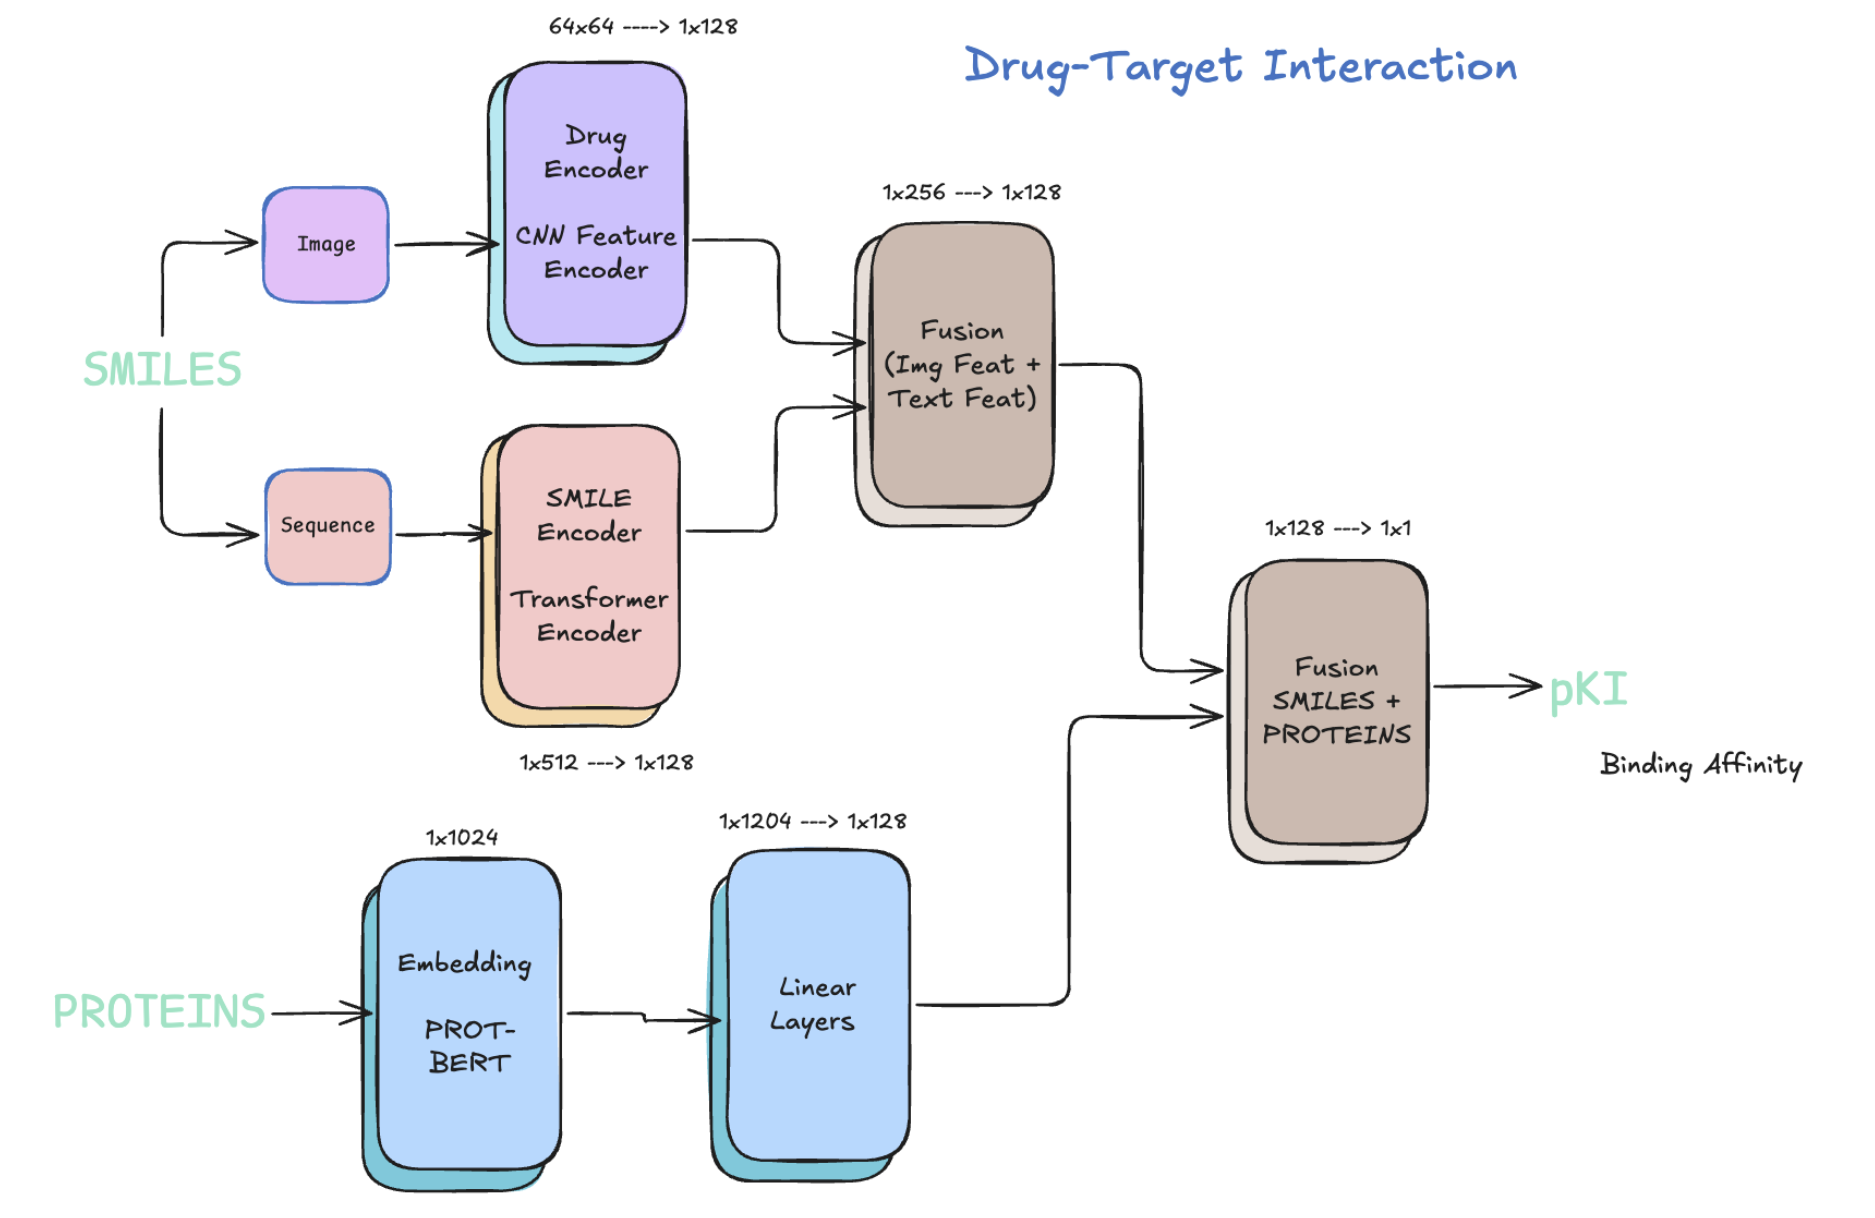 64x64 ----> 1x128
Drug-Target Interaction
Drug
Encoder
CNN Feature
Encoder
Image
SMILES
Sequence
SMILE
Encoder
Transformer
Encoder
1x512 ---> 1x128
1x256 ---> 1x128
Fusion
(Img Feat +
Text Feat)
1x128 ---> 1x1
Fusion
SMILES +
PROTEINS
pKI
Binding Affinity
PROTEINS
1x1024
Embedding
PROT-
BERT
1x1204 ---> 1x128
Linear
Layers